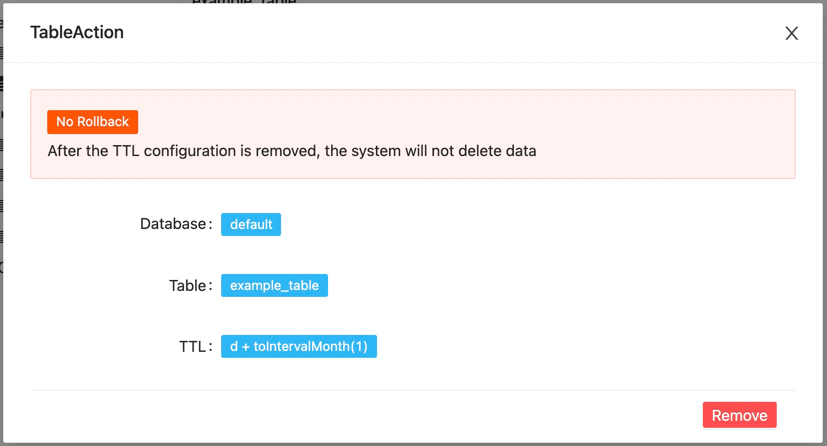 example_table
TableAction
No Rollback
After the TTL configuration is removed, the system will not delete data
Database: default
Table: example_table
TTL: d + toIntervalMonth(1)
Remove